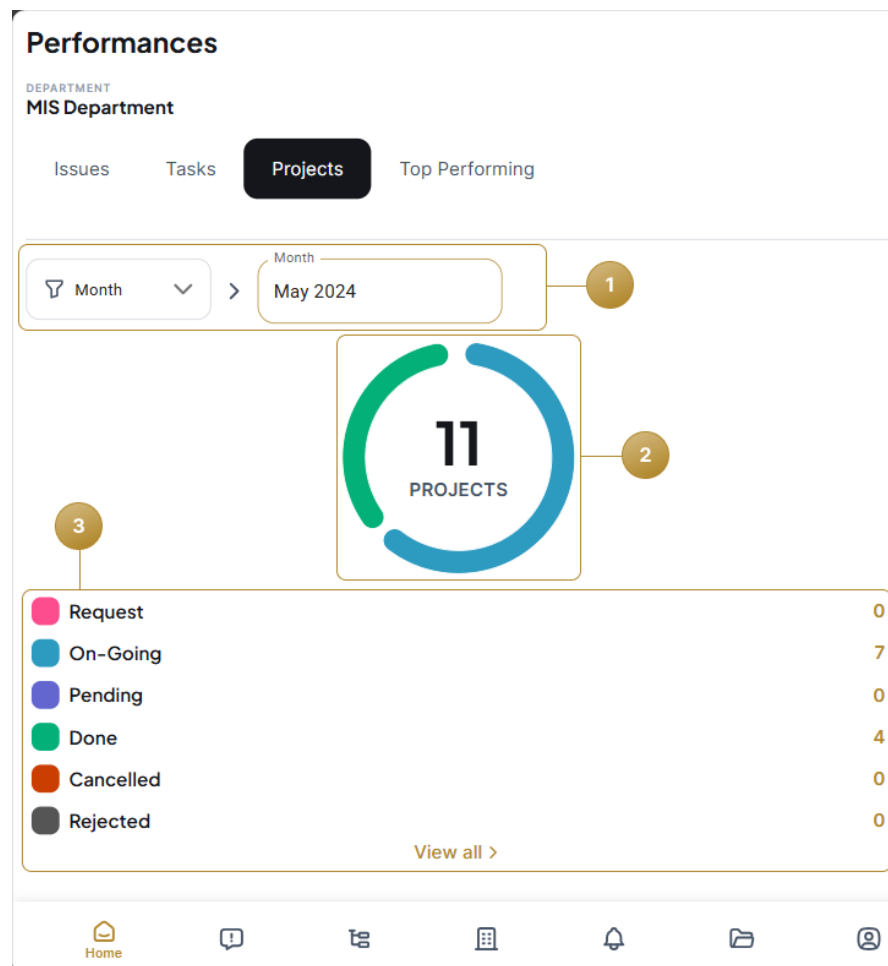 Performances
DEPARTMENT
MIS Department
Issues Tasks Projects Top Performing
Month
Month May 2024
1
11
PROJECTS
2
3
Request 0
On-Going 7
Pending 0
Done 4
Cancelled 0
Rejected 0
View all
Home